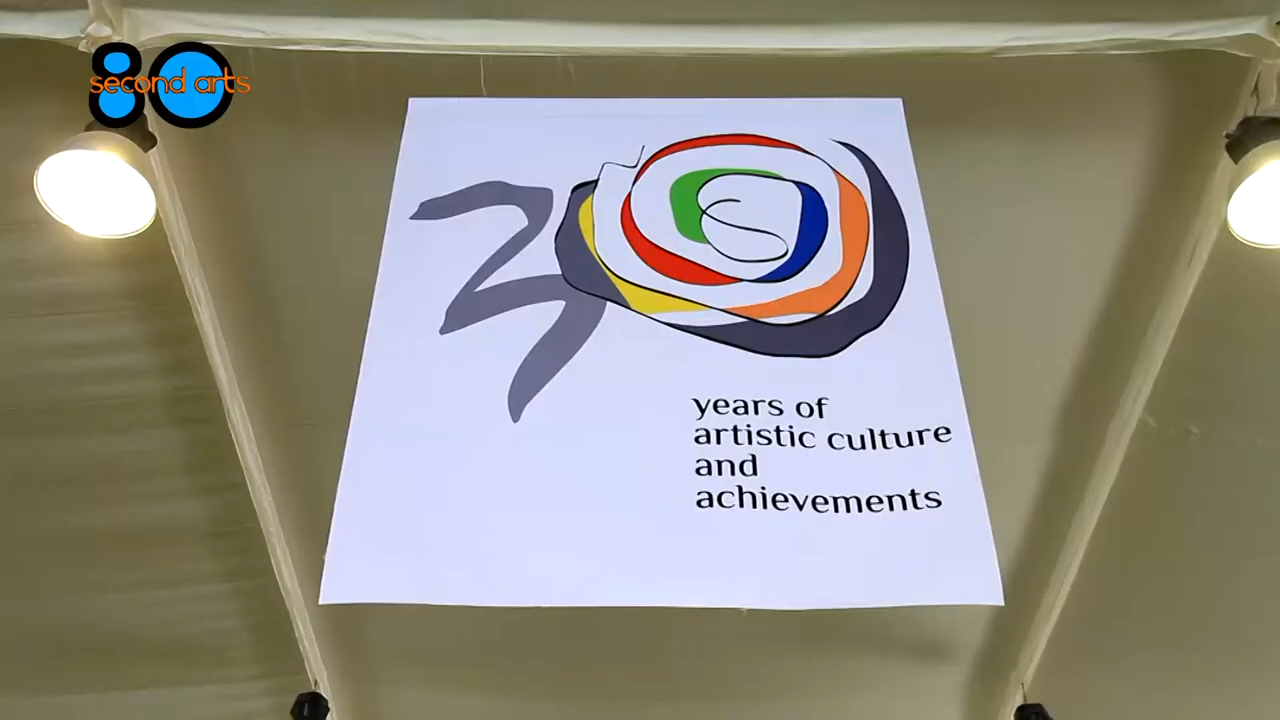 80
second arts
30
years of
artistic culture
and
achievements